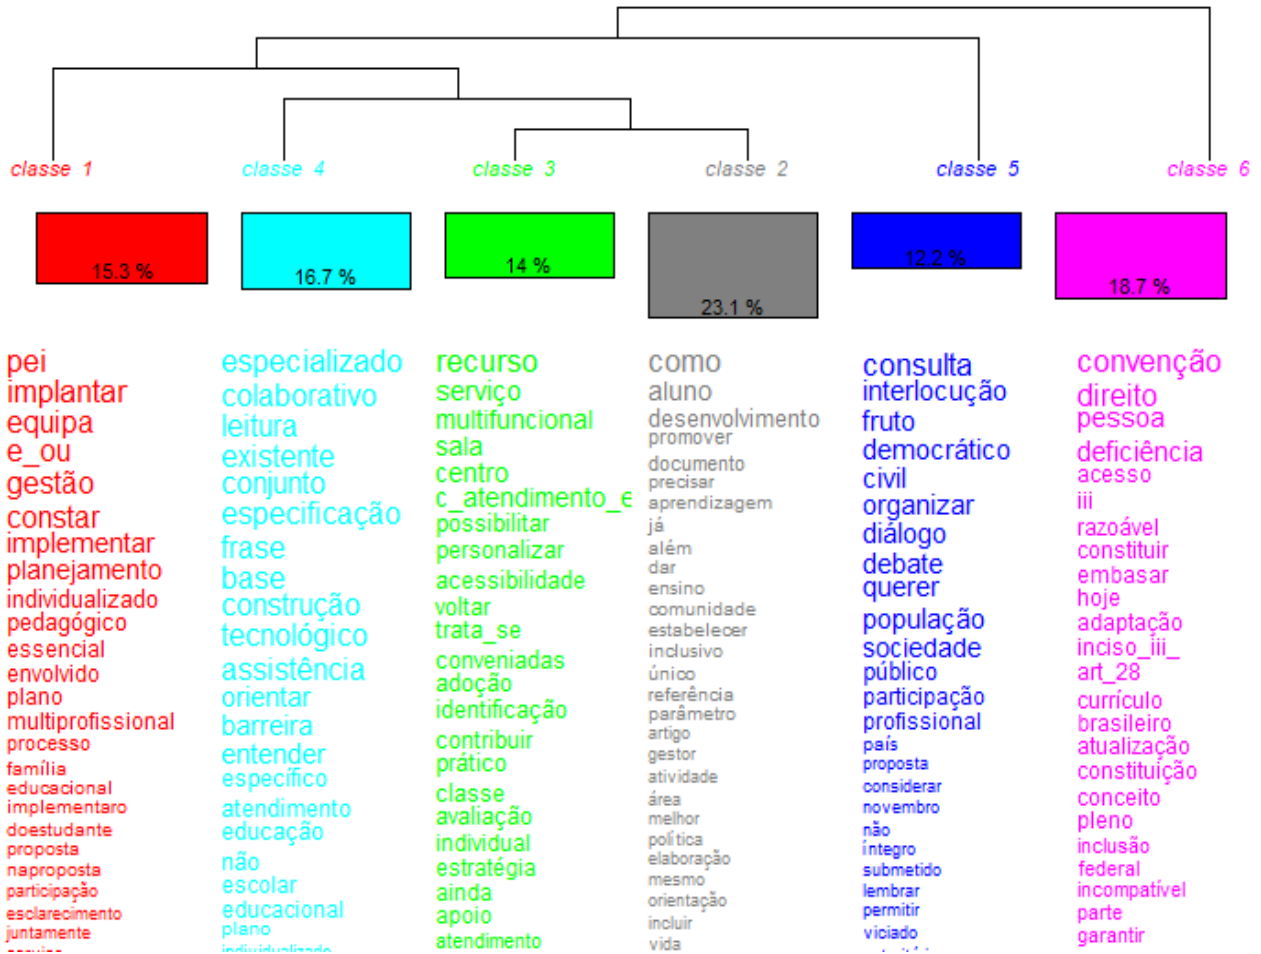 classe 1
classe 4
classe 3
classe 2
classe 5
classe 6
15.3 %
16.7 %
14 %
23.1 %
12.2 %
18.7 %
pei
implantar
equipa
e_ou
gestão
constar
implementar
planejamento
individualizado
pedagógico
essencial
envolvido
plano
multiprofissional
processo
família
educacional
implementaro
doestudante
proposta
naproposta
participação
esclarecimento
juntamente
especializado
colaborativo
leitura
existente
conjunto
especificação
frase
base
construção
tecnológico
assistência
orientar
barreira
entender
específico
atendimento
educação
não
escolar
educacional
plano
individualizado
recurso
serviço
multifuncional
sala
centro
c_atendimento_e
possibilitar
personalizar
acessibilidade
voltar
trata_se
conveniadas
adoção
identificação
contribuir
prático
classe
avaliação
individual
estratégia
ainda
apoio
atendimento
como
aluno
desenvolvimento
promover
documento
precisar
aprendizagem
já
além
dar
ensino
comunidade
estabelecer
inclusivo
único
referência
parâmetro
artigo
gestor
atividade
área
melhor
política
elaboração
mesmo
orientação
incluir
vida
consulta
interlocução
fruto
democrático
civil
organizar
diálogo
debate
querer
população
sociedade
público
participação
profissional
país
proposta
considerar
novembro
não
íntegro
submetido
lembrar
permitir
viciado
convenção
direito
pessoa
deficiência
acesso
iii
razoável
constituir
embasar
hoje
adaptação
inciso_iii_
art_28
currículo
brasileiro
atualização
constituição
conceito
pleno
inclusão
federal
incompatível
parte
garantir